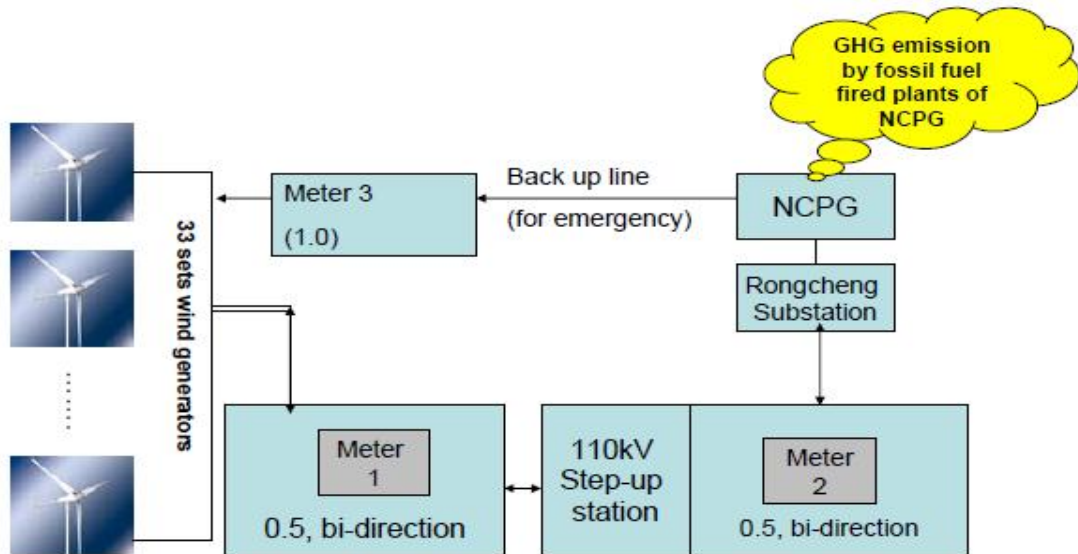 GHG emission
by fossil fuel
fired plants of
NCPG
Meter 3
(1.0)
Back up line
(for emergency)
NCPG
33 sets wind generators
Rongcheng
Substation
Meter
1
0.5, bi-direction
110kV
Step-up
station
Meter
2
0.5, bi-direction